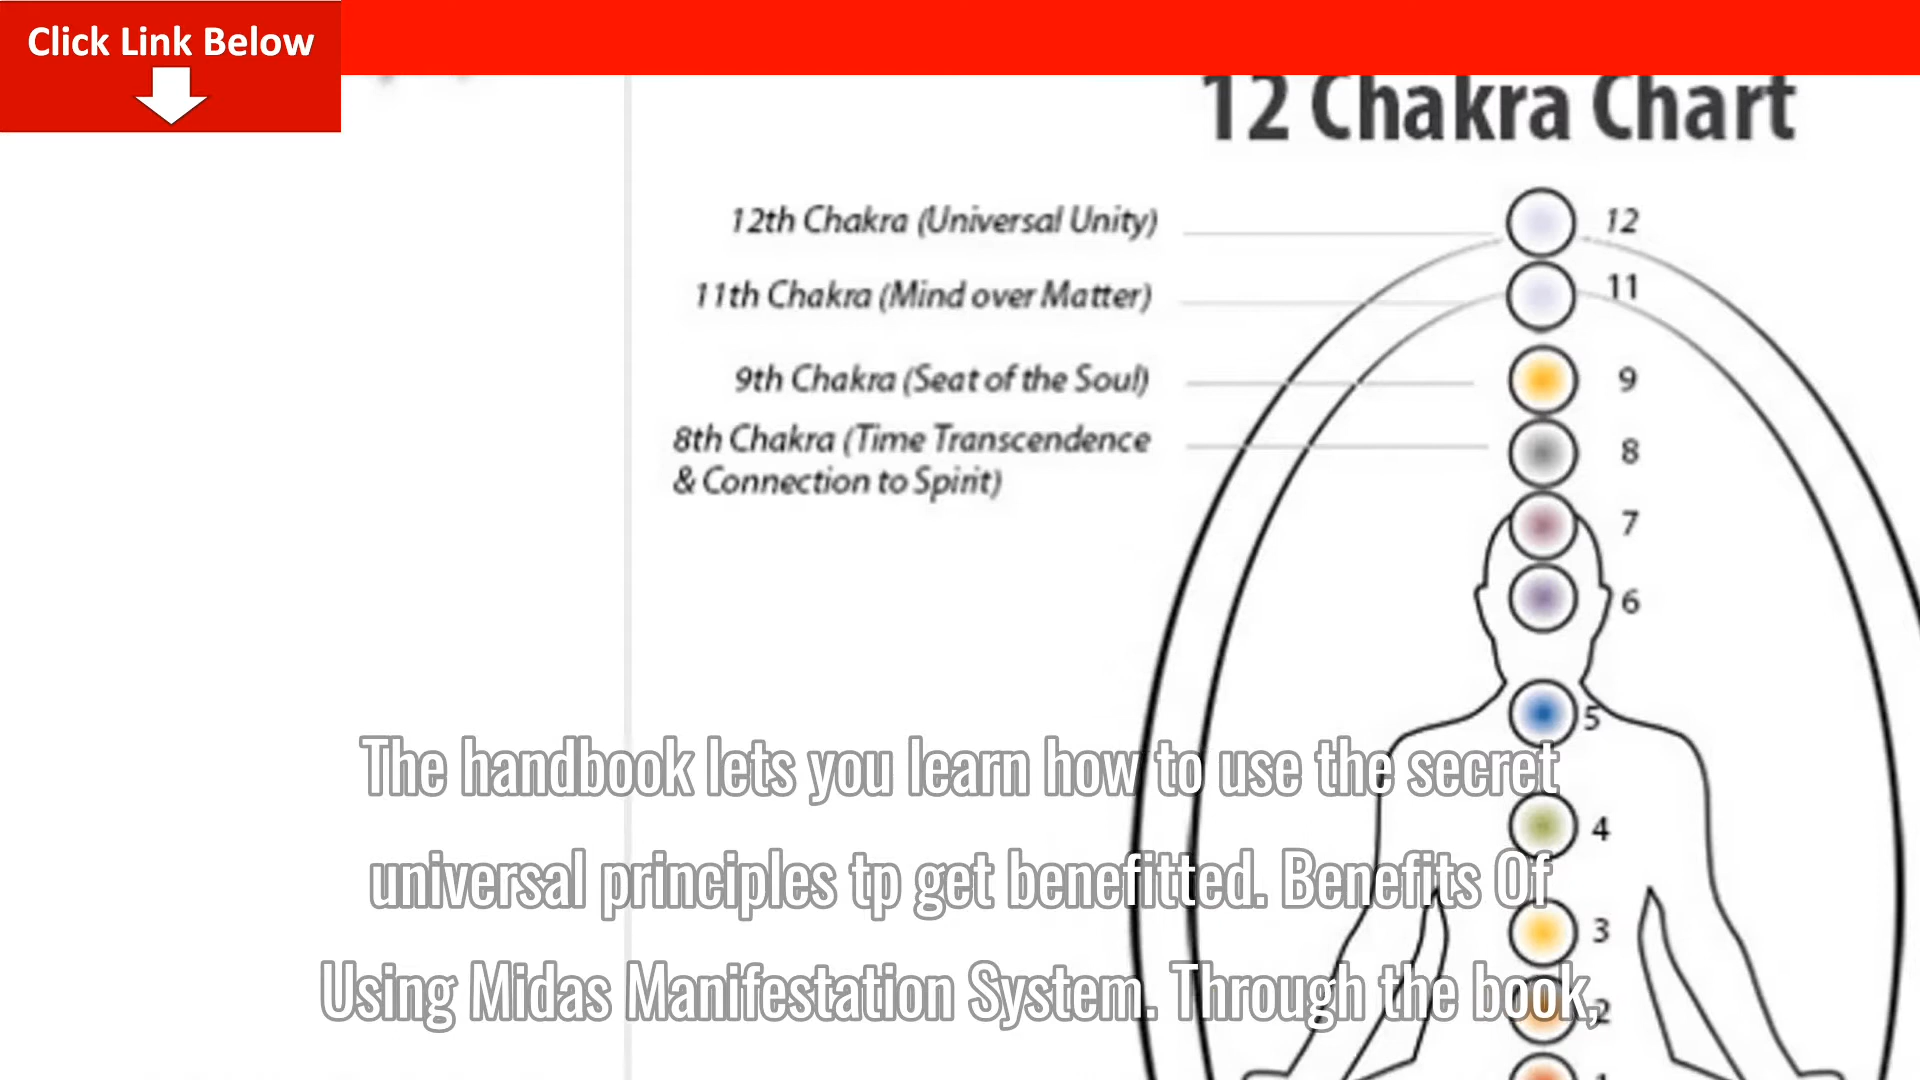 Click Link Below
12 Chakra Chart
12th Chakra (Universal Unity)
12
11th Chakra (Mind over Matter)
11
9th Chakra (Seat of the Soul)
9
8th Chakra (Time Transcendence
& Connection to Spirit)
8
7
6
5
The handbook lets you learn how to use the secret
4
universal principles tp get benefitted. Benefits Of
3
Using Midas Manifestation System. Through the book,
2
1